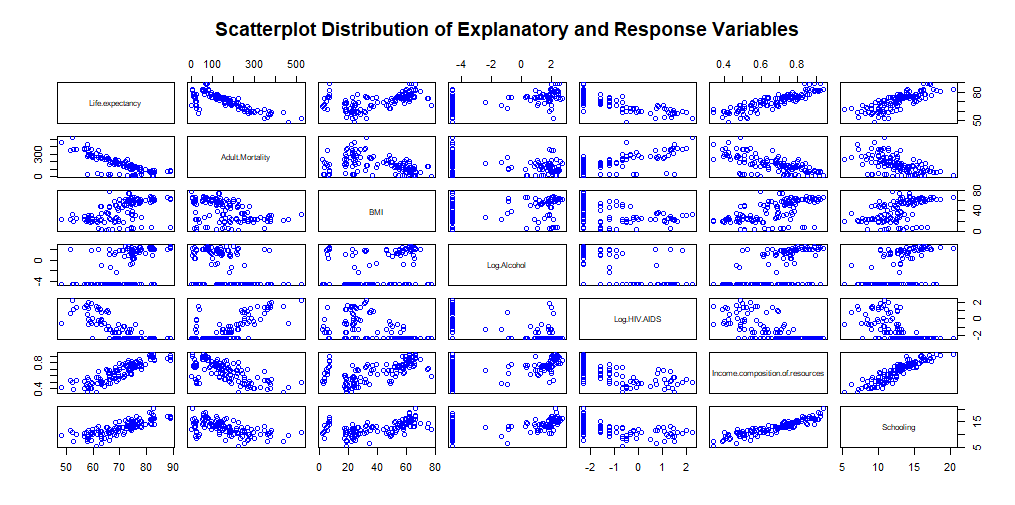 Scatterplot Distribution of Explanatory and Response Variables
0 100 300 500
-4 -2 0 2
0.4 0.6 0.8
Life.expectancy
50 80
Adult.Mortality
0 300
BMI
0 40 80
Log.Alcohol
-4 0
Log.HIV.AIDS
-2 0 2
Income.composition.of.resources
0.4 0.8
Schooling
5 15
50 60 70 80 90
0 20 40 60 80
-2 -1 0 1 2
5 10 15 20